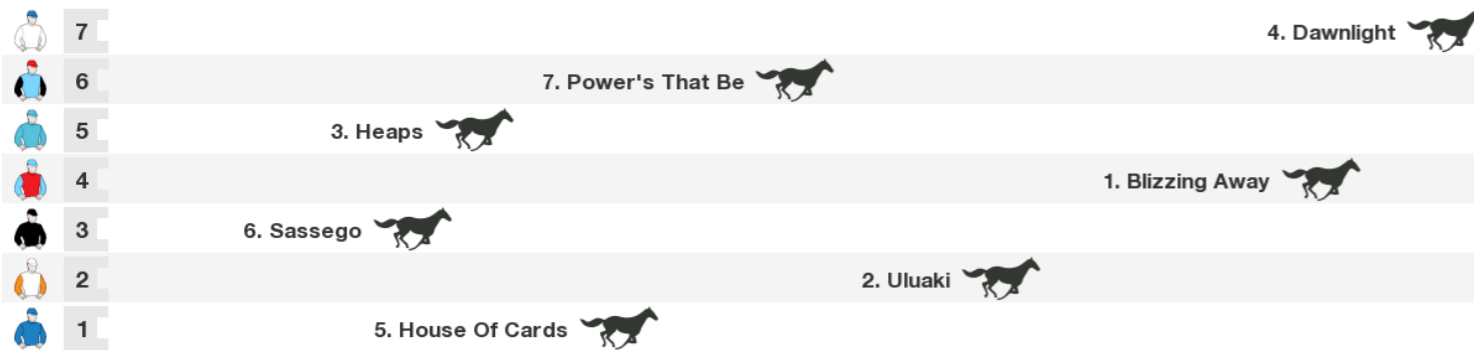 7 4. Dawnlight
6 7. Power's That Be
5 3. Heaps
4 1. Blizzing Away
3 6. Sassego
2 2. Uluaki
1 5. House Of Cards